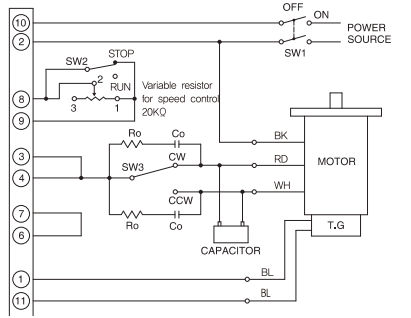 OFF
10
ON
POWER
SOURCE
2
SW1
STOP
SW2
2
RUN
Variable resistor
for speed control
20KΩ
8
3
1
9
Ro
Co
BK
3
CW
RD
MOTOR
4
SW3
WH
CCW
7
T.G
6
Ro
Co
CAPACITOR
1
BL
11
BL